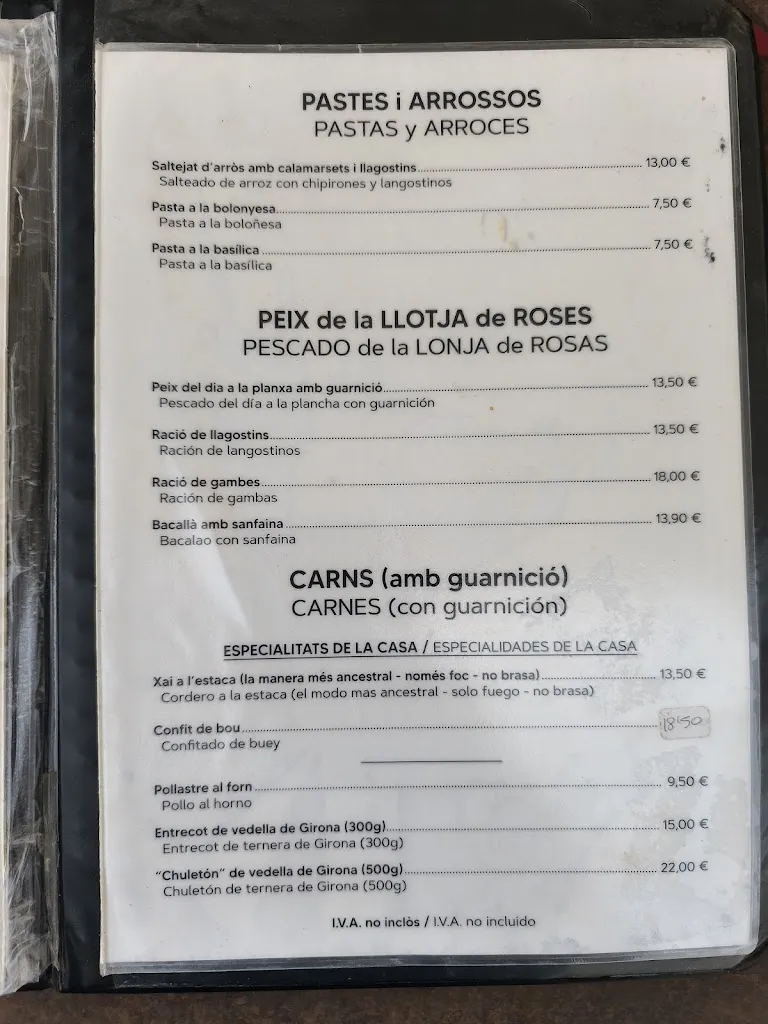 PASTES i ARROSSOS
PASTAS y ARROCES
Saltejat d'arròs amb calamarsets i llagostins 13,00 €
Salteado de arroz con chipirones y langostinos
Pasta a la bolonyesa 7,50 €
Pasta a la boloñesa
Pasta a la basílica 7,50 €
Pasta a la basílica
PEIX de la LLOTJA de ROSES
PESCADO de la LONJA de ROSAS
Peix del dia a la planxa amb guarnició 13,50 €
Pescado del día a la plancha con guarnición
Ració de llagostins 13,50 €
Ración de langostinos
Ració de gambes 18,00 €
Ración de gambas
Bacallà amb sanfaina 13,90 €
Bacalao con sanfaina
CARNS (amb guarnició)
CARNES (con guarnición)
ESPECIALITATS DE LA CASA / ESPECIALIDADES DE LA CASA
Xai a l'estaca (la manera més ancestral - només foc - no brasa) 13,50 €
Cordero a la estaca (el modo mas ancestral - solo fuego - no brasa)
Confit de bou 18'50
Confitado de buey
Pollastre al forn 9,50 €
Pollo al horno
Entrecot de vedella de Girona (300g) 15,00 €
Entrecot de ternera de Girona (300g)
"Chuletón" de vedella de Girona (500g) 22,00 €
Chuletón de ternera de Girona (500g)
I.V.A. no inclòs / I.V.A. no incluido